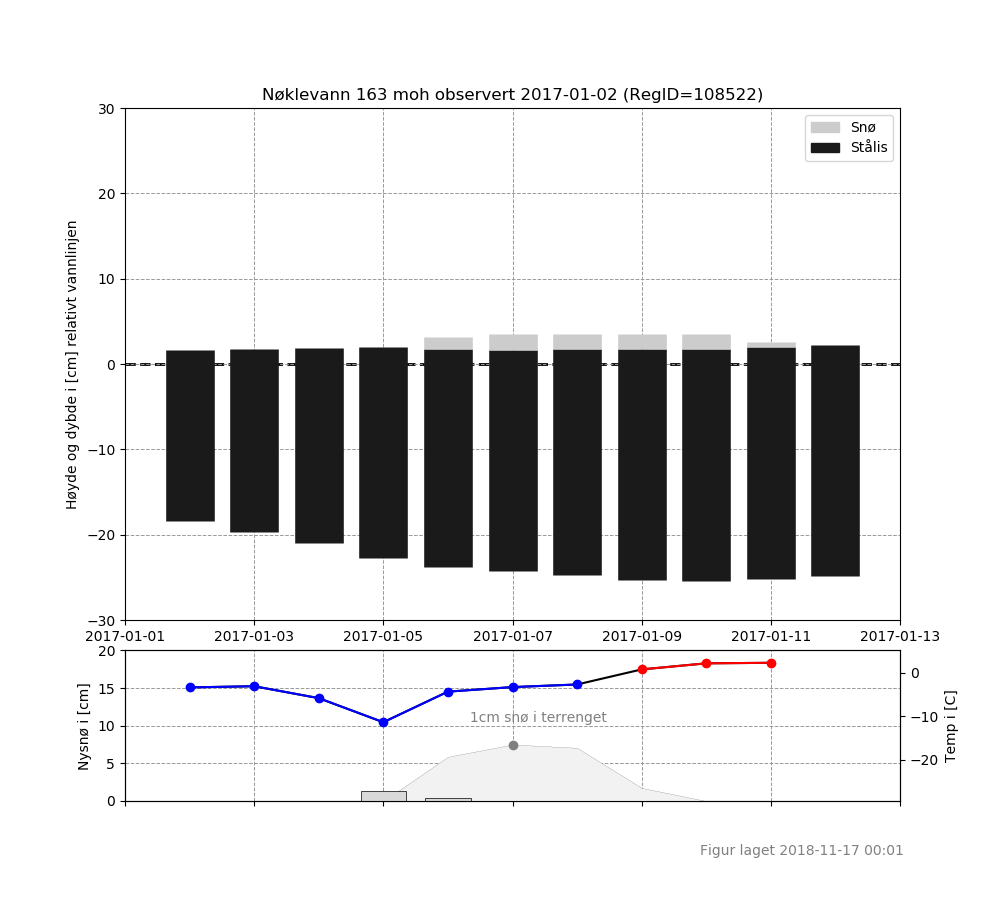 Nøklevann 163 moh observert 2017-01-02 (RegID=108522)
Høyde og dybde i [cm] relativt vannlinjen
30
20
10
0
−10
−20
−30
Snø
Stålis
2017-01-01 2017-01-03 2017-01-05 2017-01-07 2017-01-09 2017-01-11 2017-01-13
Nysnø i [cm]
20
15
10
5
0
1cm snø i terrenget
0
−10
−20
Temp i [C]
Figur laget 2018-11-17 00:01